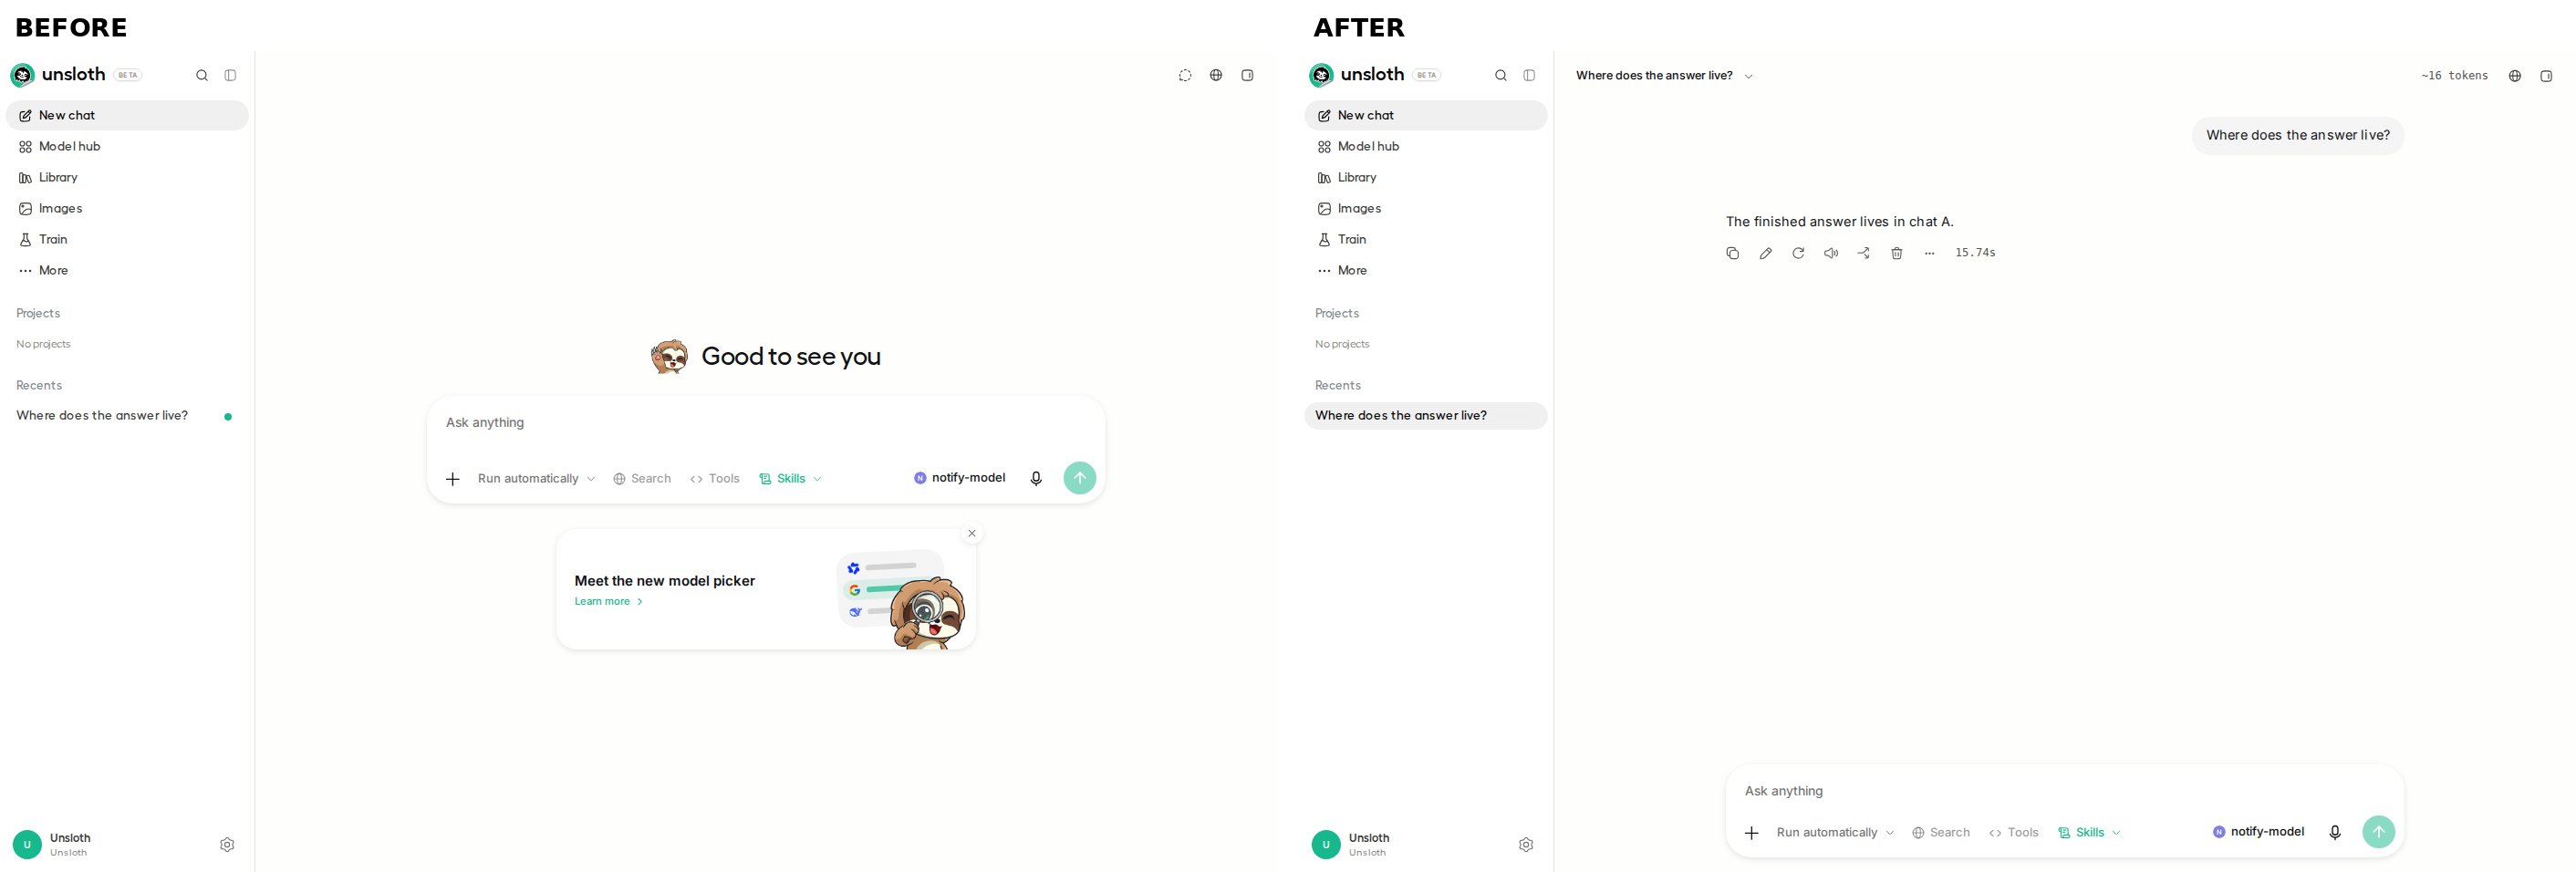 BEFORE
unsloth BETA
New chat
Model hub
Library
Images
Train
More
Projects
No projects
Recents
Where does the answer live?
Good to see you
Ask anything
Run automatically Search Tools Skills notify-model
Meet the new model picker
Learn more
U Unsloth
Unsloth
AFTER
unsloth BETA
New chat
Model hub
Library
Images
Train
More
Projects
No projects
Recents
Where does the answer live?
Where does the answer live? ~16 tokens
Where does the answer live?
The finished answer lives in chat A.
15.74s
Ask anything
Run automatically Search Tools Skills N notify-model
U Unsloth
Unsloth